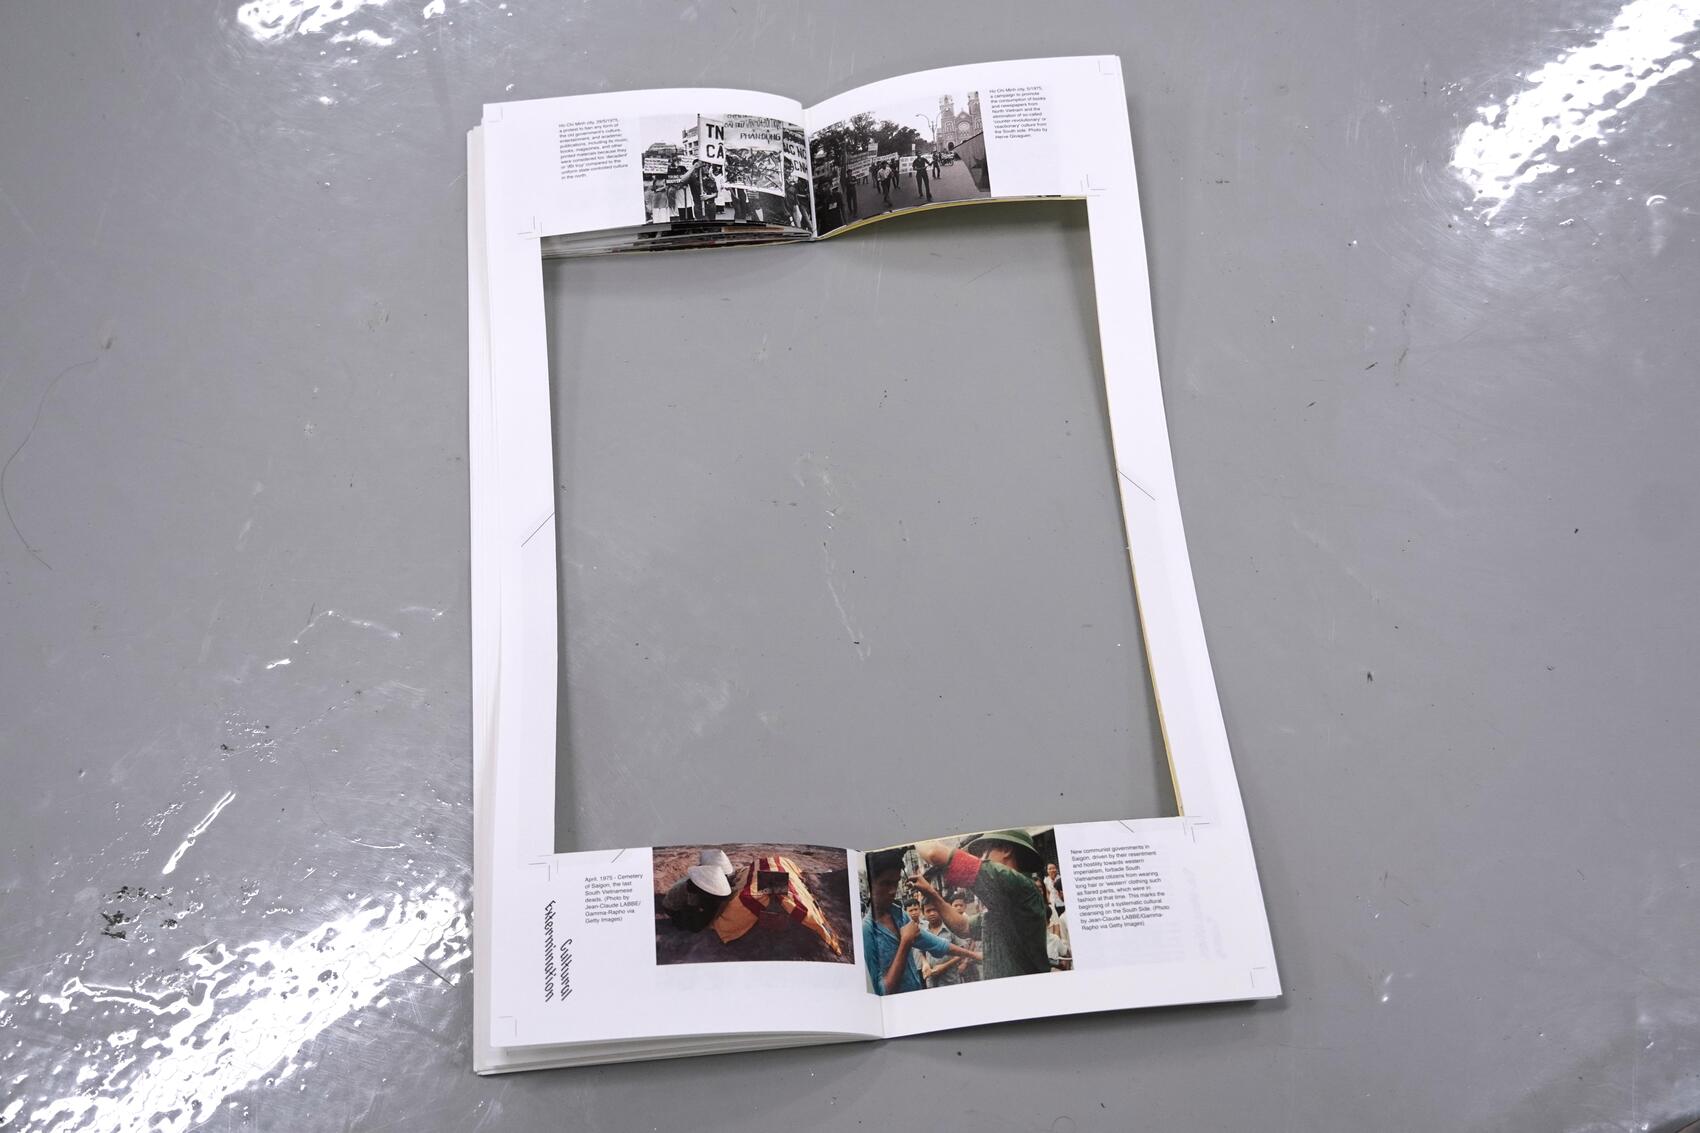 Ho Chi Minh city, 29/5/1975,
a protest to ban any form of
the old government's culture,
entertainment, and academic
publications, including its music,
books, magazines, and other
printed materials because they
were considered too 'decadent'
compared to the
uniform state-controlled culture
in the north.
TN
CÂ
PHẢN ĐỘNG
Ho Chi Minh city, 5/1975,
a campaign to promote
the consumption of books
and newspapers from
North Vietnam and the
elimination of so-called
'counter-revolutionary' or
'reactionary' culture from
the South side. Photo by
Herve Gloaguen.
April, 1975 - Cemetery
of Saigon, the last
South Vietnamese
deads. (Photo by
Jean-Claude LABBE/
Gamma-Rapho via
Getty Images)
Cultural
Extermination
New communist governments in
Saigon, driven by their resentment
and hostility towards western
imperialism, forbade South
Vietnamese citizens from wearing
long hair or 'western' clothing such
as flared pants, which were in
fashion at that time. This marks the
beginning of a systematic cultural
cleansing on the South Side. (Photo
by Jean-Claude LABBE/Gamma-
Rapho via Getty Images)